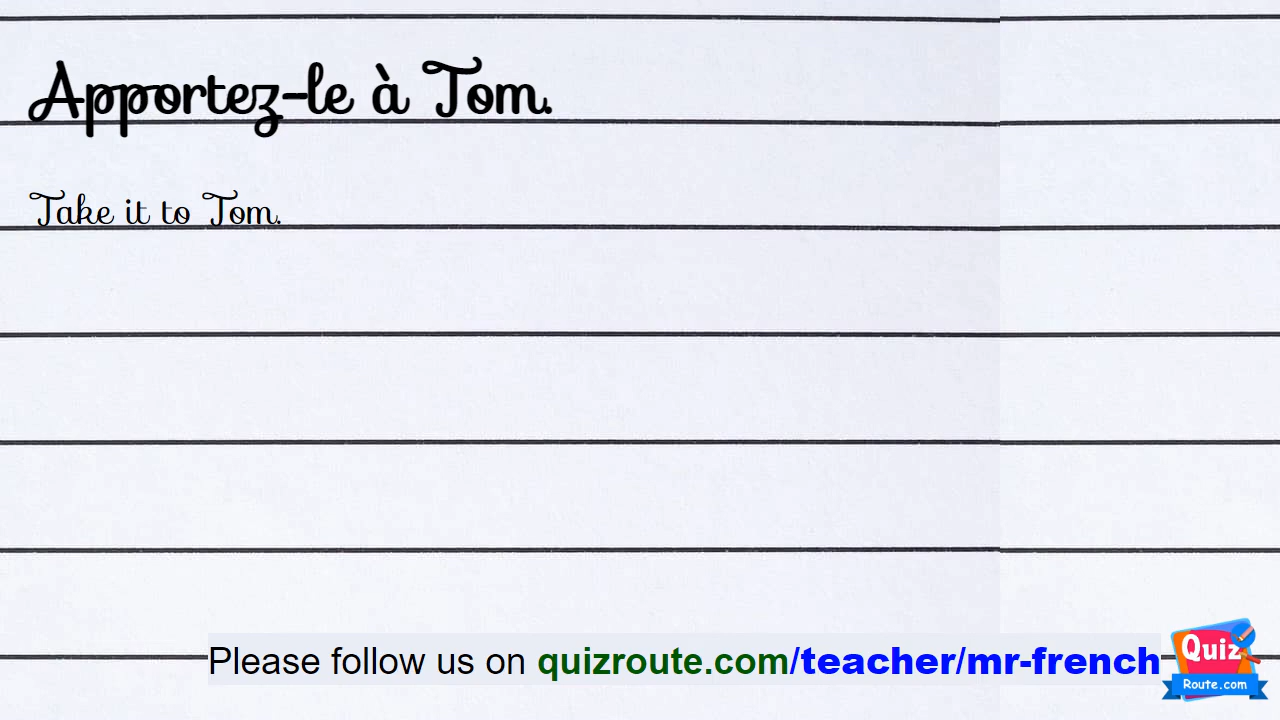 Apportez-le à Tom.
Take it to Tom.
Please follow us on quizroute.com/teacher/mr-french
Quiz
Route.com